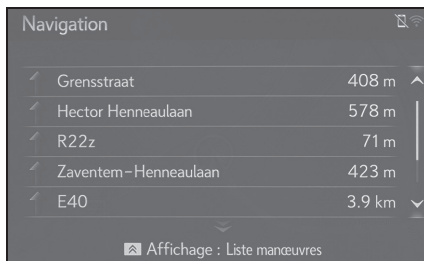 Navigation
Grensstraat 408 m
Hector Henneaulaan 578 m
R22z 71 m
Zaventem-Henneaulaan 423 m
E40 3.9 km
Affichage : Liste manœuvres